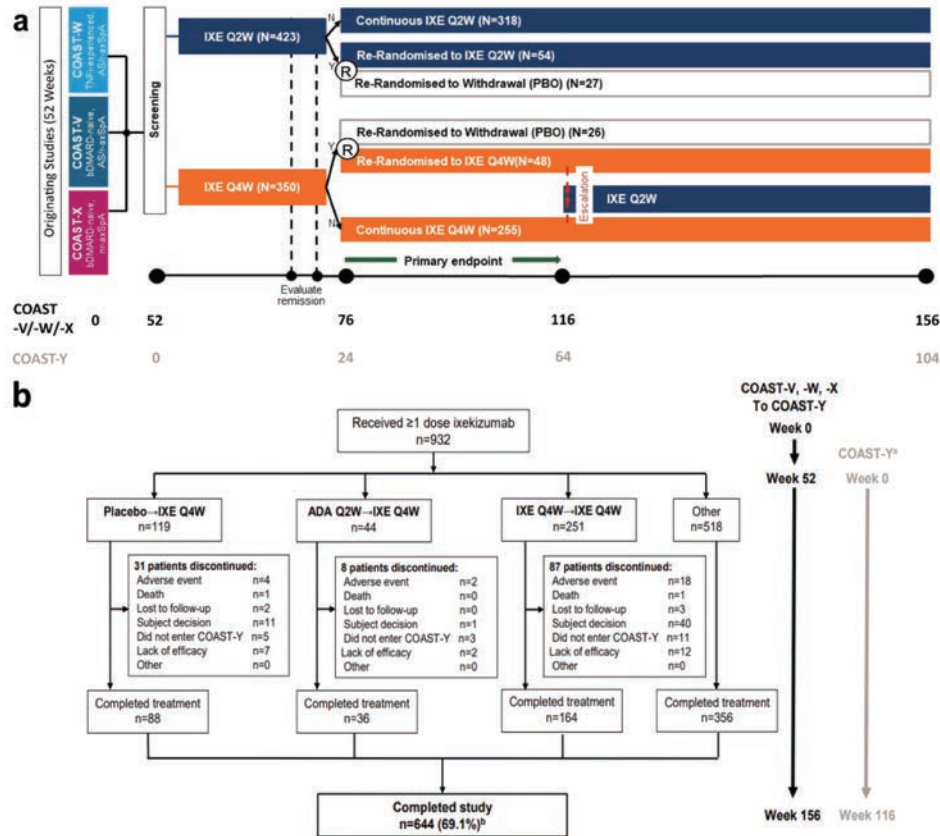 a
Originating Studies (52 Weeks)
COAST-W
TNFi-experienced,
AS/r-axSpA
COAST-V
bDMARD-naive,
AS/r-axSpA
COAST-X
bDMARD-naive,
nr-axSpA
Screening
IXE Q2W (N=423)
N
Y
R
Continuous IXE Q2W (N=318)
Re-Randomised to IXE Q2W (N=54)
Re-Randomised to Withdrawal (PBO) (N=27)
IXE Q4W (N=350)
Y
R
N
Re-Randomised to Withdrawal (PBO) (N=26)
Re-Randomised to IXE Q4W(N=48)
Escalation
IXE Q2W
Continuous IXE Q4W (N=255)
Primary endpoint
Evaluate
remission
COAST
-V/-W/-X
0 52 76 116 156
COAST-Y 0 24 64 104
b
Received ≥1 dose ixekizumab
n=932
Placebo→IXE Q4W
n=119
ADA Q2W→IXE Q4W
n=44
IXE Q4W→IXE Q4W
n=251
Other
n=518
31 patients discontinued:
Adverse event n=4
Death n=1
Lost to follow-up n=2
Subject decision n=11
Did not enter COAST-Y n=5
Lack of efficacy n=7
Other n=0
8 patients discontinued:
Adverse event n=2
Death n=0
Lost to follow-up n=0
Subject decision n=1
Did not enter COAST-Y n=3
Lack of efficacy n=2
Other n=0
87 patients discontinued:
Adverse event n=18
Death n=1
Lost to follow-up n=3
Subject decision n=40
Did not enter COAST-Y n=11
Lack of efficacy n=12
Other n=0
Completed treatment
n=88
Completed treatment
n=36
Completed treatment
n=164
Completed treatment
n=356
Completed study
n=644 (69.1%)ᵇ
COAST-V, -W, -X
To COAST-Y
Week 0
COAST-Yᵃ
Week 52 Week 0
Week 156 Week 116